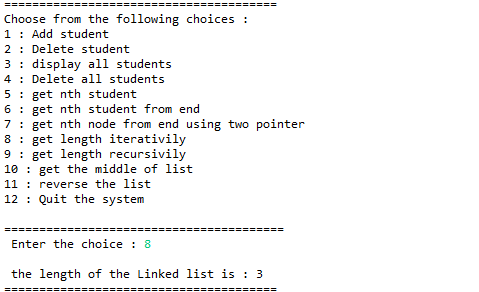 =======================================
Choose from the following choices :
1 : Add student
2 : Delete student
3 : display all students
4 : Delete all students
5 : get nth student
6 : get nth student from end
7 : get nth node from end using two pointer
8 : get length iterativily
9 : get length recursivily
10 : get the middle of list
11 : reverse the list
12 : Quit the system
========================================
Enter the choice : 8
the length of the Linked list is : 3
=======================================